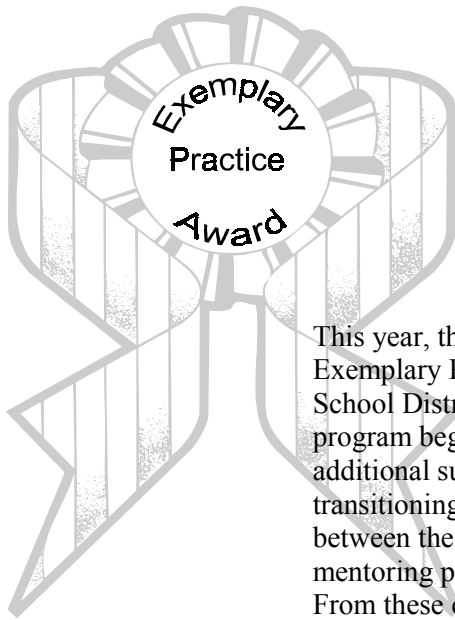 Exemplary
Practice
Award
This year, th
Exemplary
School Distr
program beg
additional su
transitioning
between the
mentoring p
From these